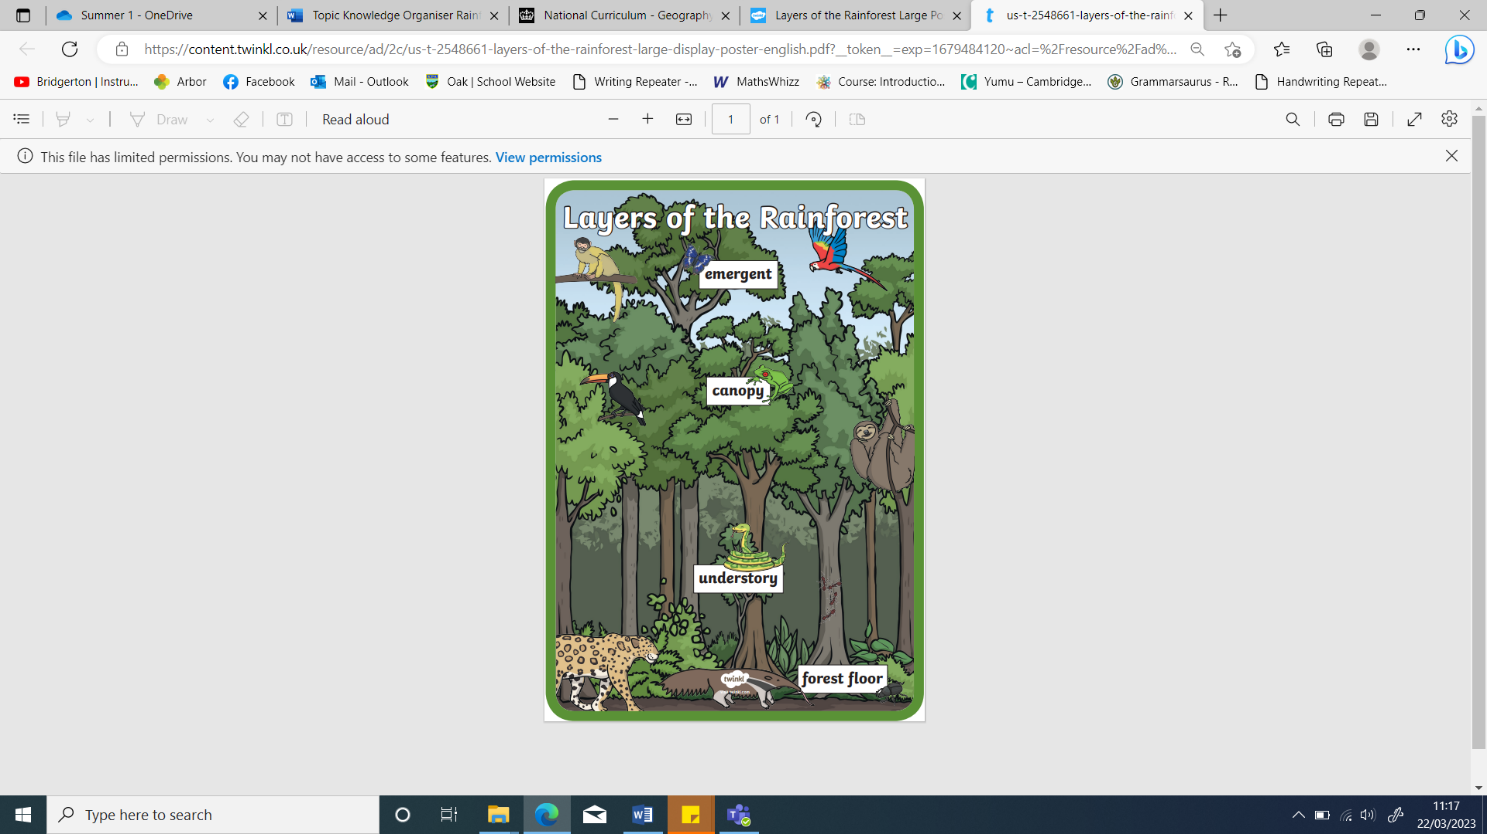 Summer 1 - OneDrive
Topic Knowledge Organiser Rain
National Curriculum - Geography
Layers of the Rainforest Large Po
us-t-2548661-layers-of-the-rainf
https://content.twinkl.co.uk/resource/ad/2c/us-t-2548661-layers-of-the-rainforest-large-display-poster-english.pdf?__token__=exp=1679484120~acl=%2Fresource%2Fad%...
Bridgerton | Instru...
Arbor
Facebook
Mail - Outlook
Oak | School Website
Writing Repeater -...
MathsWhizz
Course: Introductio...
Yumu – Cambridge...
Grammarsaurus - R...
Handwriting Repeat...
Draw
Read aloud
1 of 1
This file has limited permissions. You may not have access to some features. View permissions
Layers of the Rainforest
emergent
canopy
understory
forest floor
twinkl
Type here to search
11:17
22/03/2023